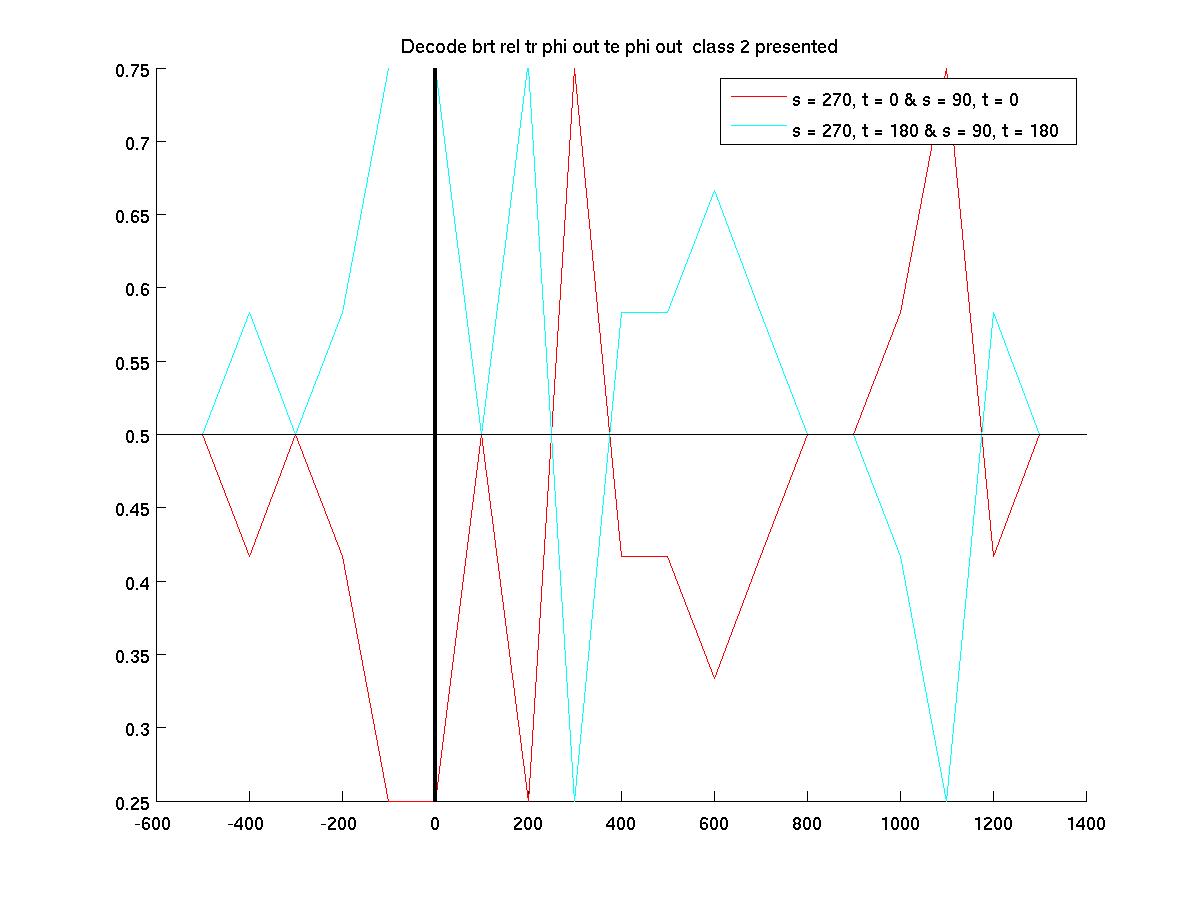 Decode brt rel tr phi out te phi out  class 2 presented
0.75
s = 270, t = 0 & s = 90, t = 0
s = 270, t = 180 & s = 90, t = 180
0.7
0.65
0.6
0.55
0.5
0.45
0.4
0.35
0.3
0.25
-600 -400 -200 0 200 400 600 800 1000 1200 1400